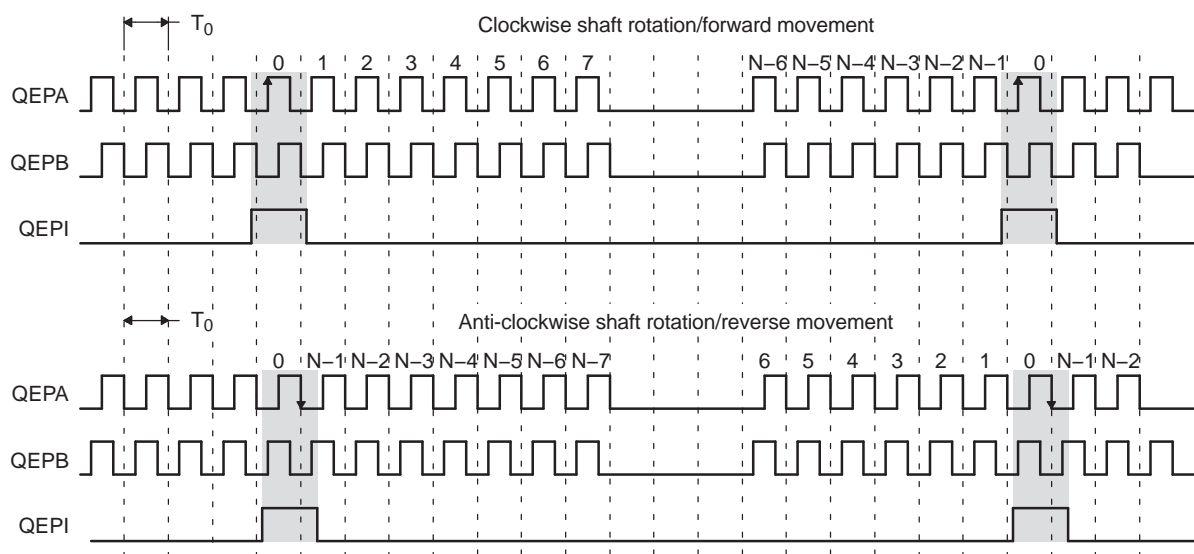 T0 Clockwise shaft rotation/forward movement
0 1 2 3 4 5 6 7 N–6 N–5 N–4 N–3 N–2 N–1 0
QEPA
QEPB
QEPI
T0 Anti-clockwise shaft rotation/reverse movement
0 N–1 N–2 N–3 N–4 N–5 N–6 N–7 6 5 4 3 2 1 0 N–1 N–2
QEPA
QEPB
QEPI